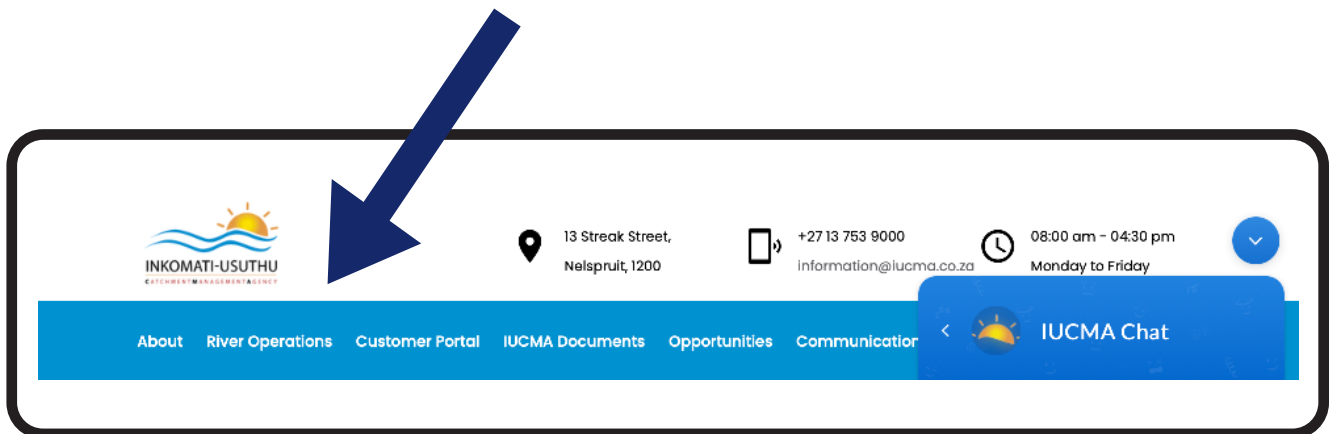 INKOMATI-USUTHU
CATCHMENT MANAGEMENT AGENCY
13 Streak Street,
Nelspruit, 1200
+27 13 753 9000
information@iucma.co.za
08:00 am - 04:30 pm
Monday to Friday
About River Operations Customer Portal IUCMA Documents Opportunities Communication
IUCMA Chat